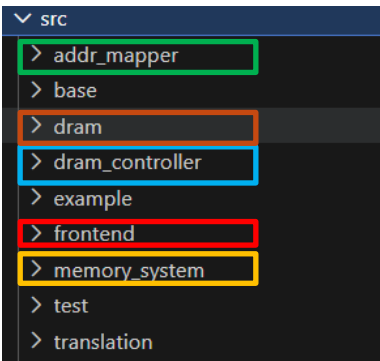 src
addr_mapper
base
dram
dram_controller
example
frontend
memory_system
test
translation